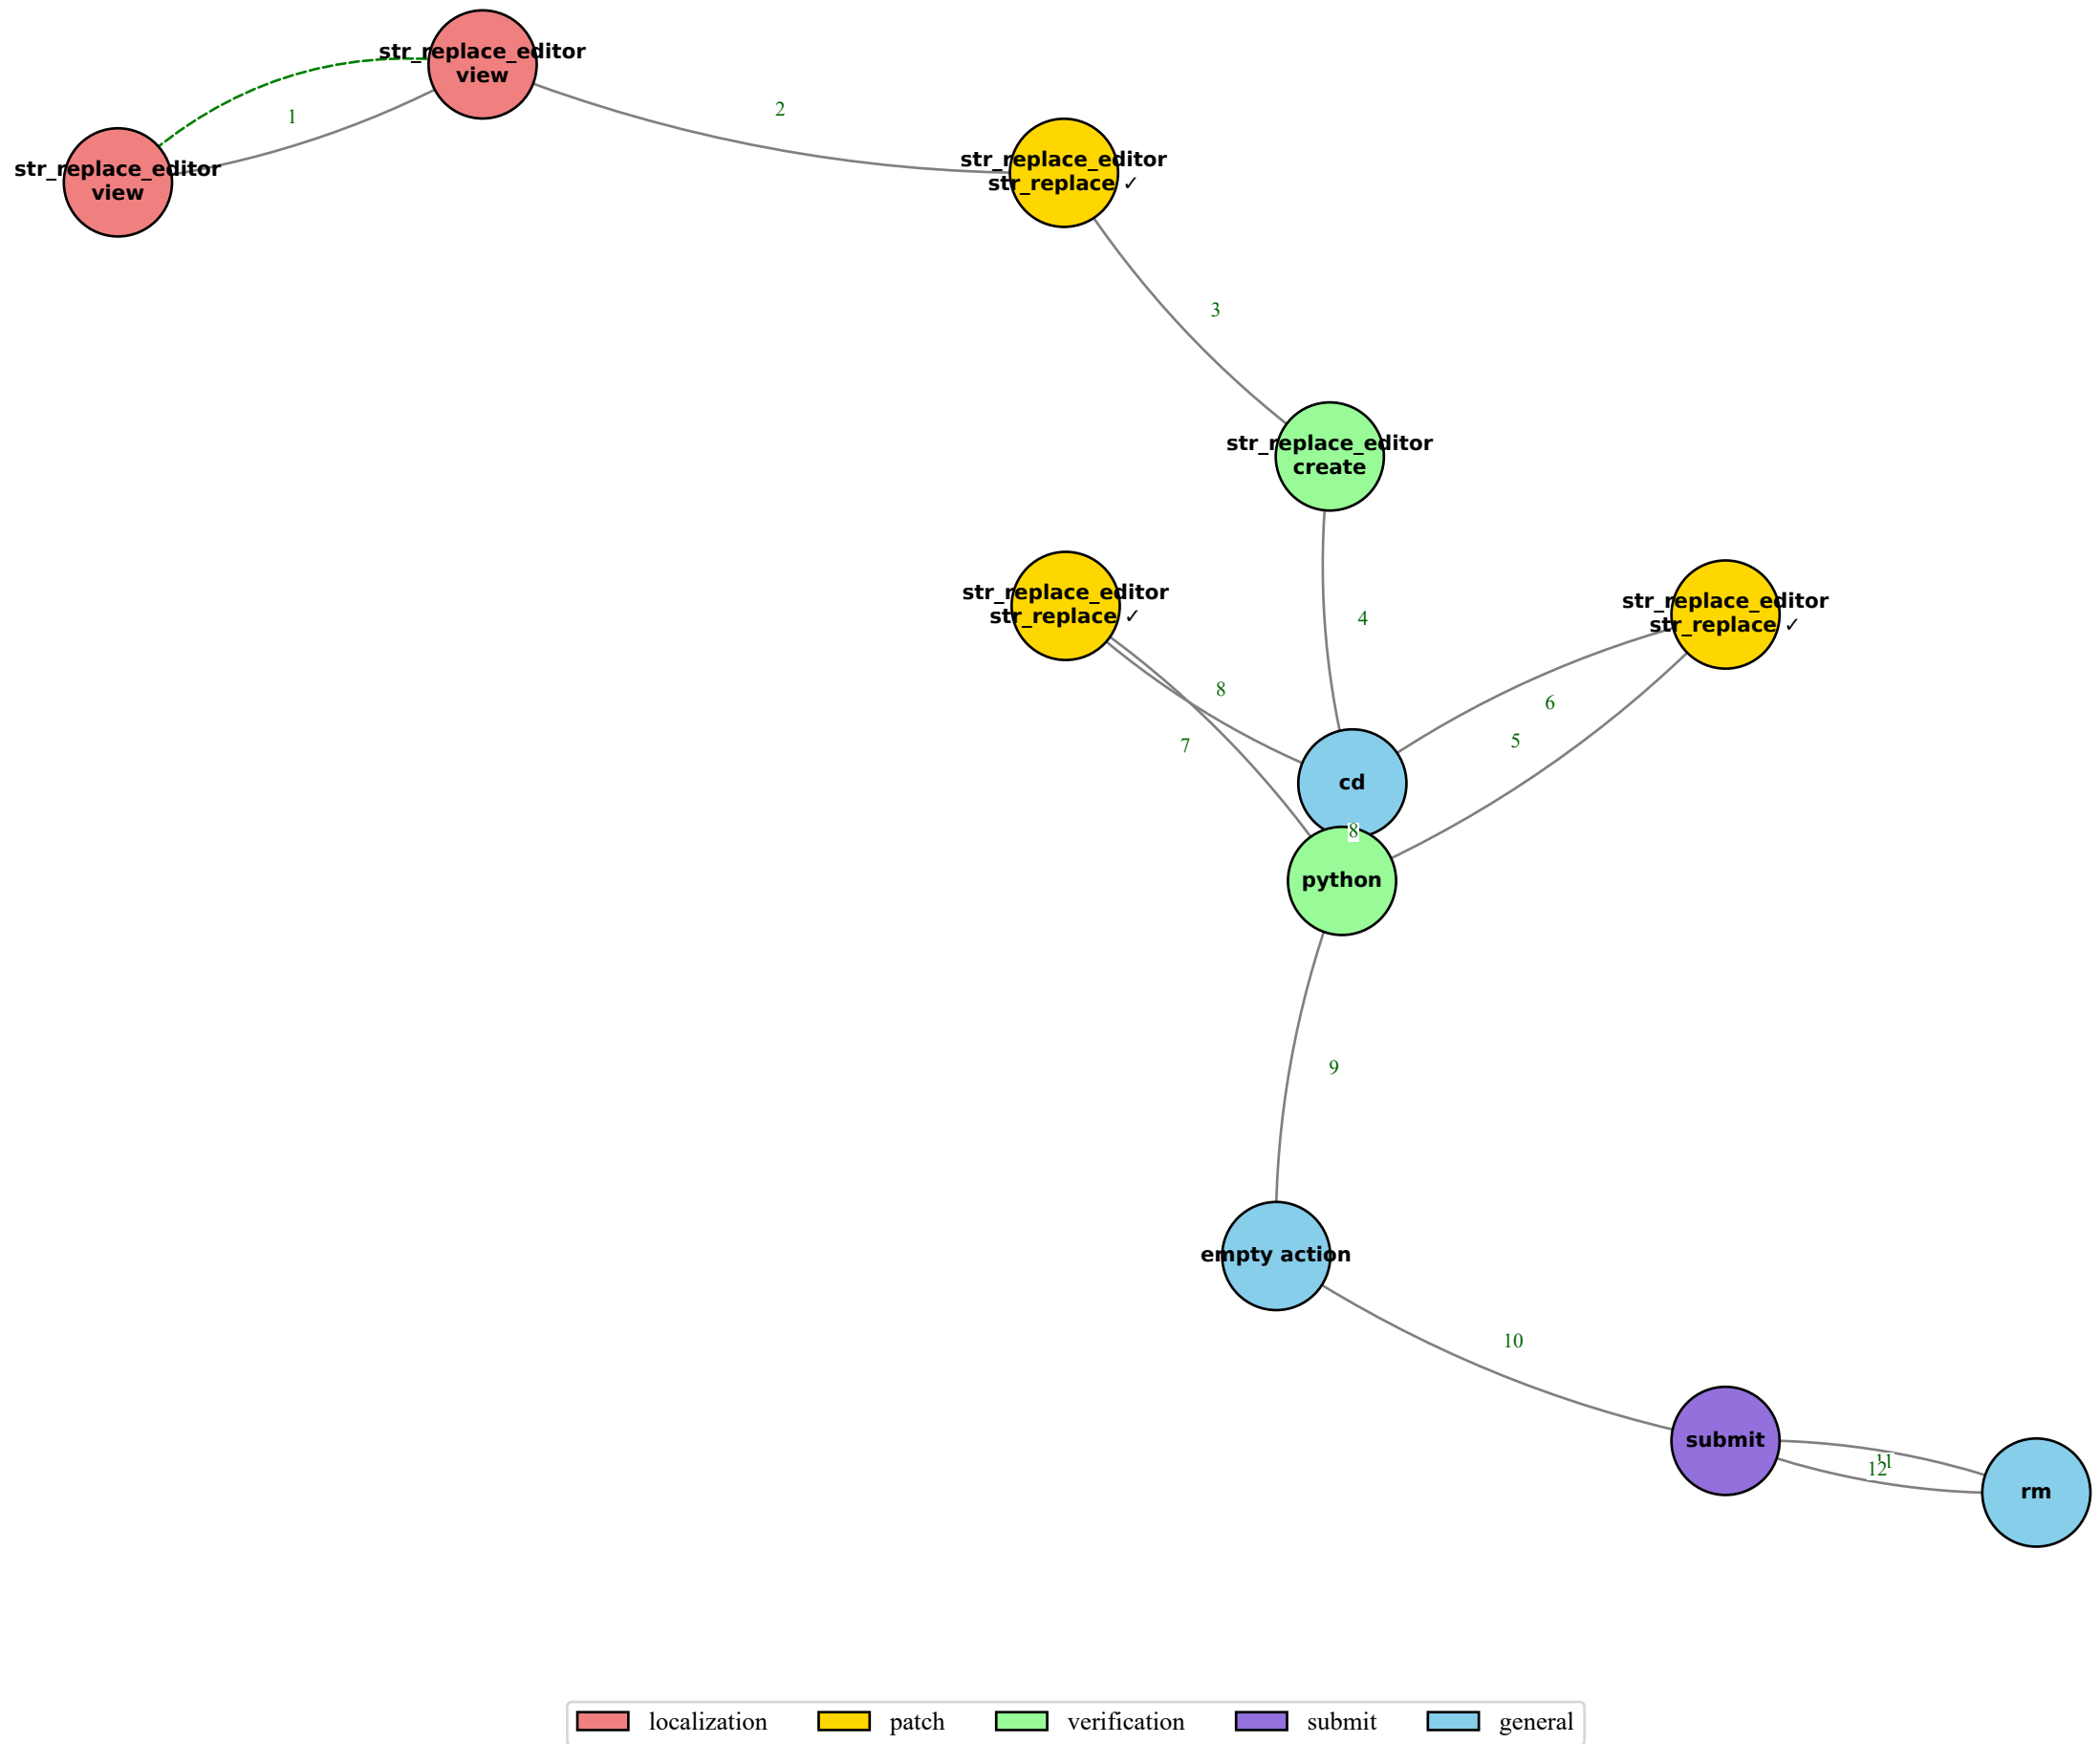 str_replace_editor
view
1
2
str_replace_editor
view
str_replace_editor
str_replace ✓
3
str_replace_editor
create
str_replace_editor
str_replace ✓
str_replace_editor
str_replace ✓
4
8
6
7
5
cd
8
python
9
empty action
10
submit
11
12
rm
localization
patch
verification
submit
general